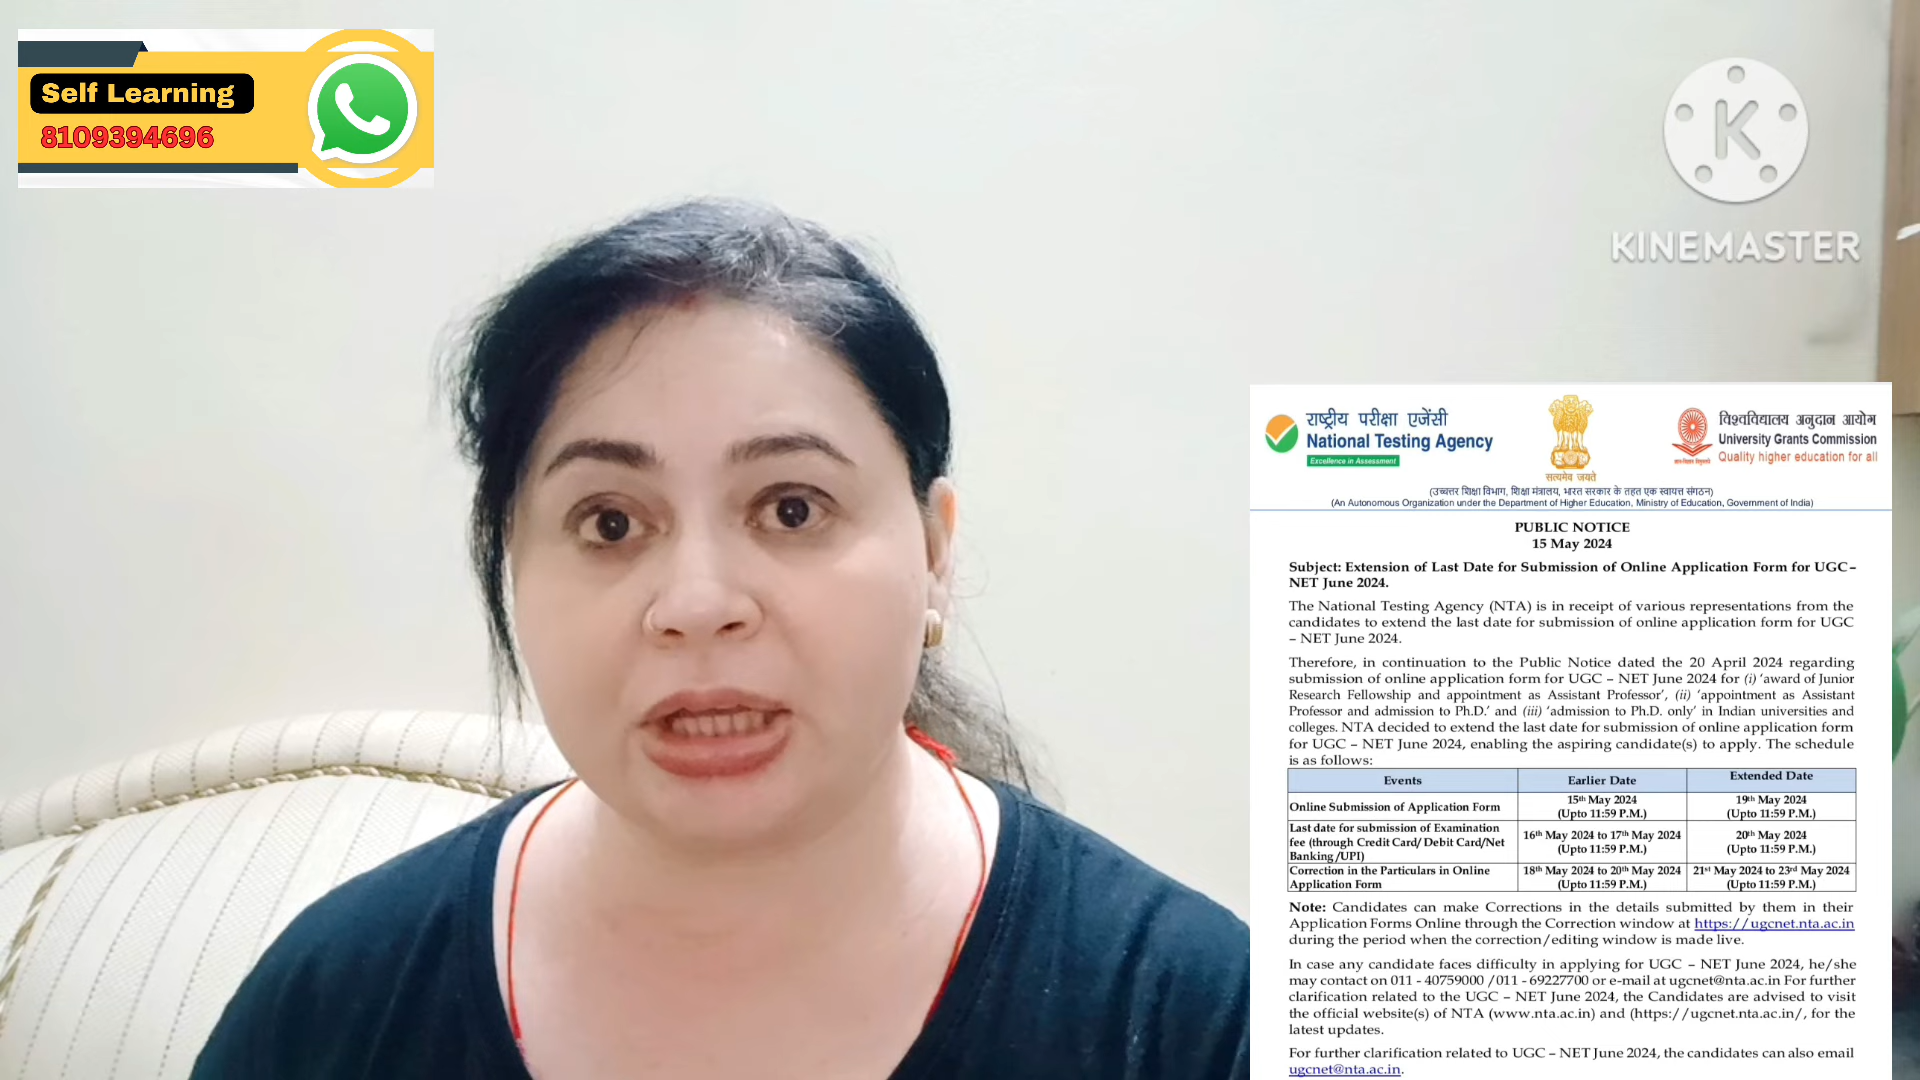 Self Learning
8109394696
K
KINEMASTER
राष्ट्रीय परीक्षा एजेंसी
National Testing Agency
Excellence in Assessment
सत्यमेव जयते
विश्वविद्यालय अनुदान आयोग
University Grants Commission
Quality higher education for all
(उच्चत्तर शिक्षा विभाग, शिक्षा मंत्रालय, भारत सरकार के तहत एक स्वायत्त संगठन)
(An Autonomous Organization under the Department of Higher Education, Ministry of Education, Government of India)
PUBLIC NOTICE
15 May 2024
Subject: Extension of Last Date for Submission of Online Application Form for UGC–
NET June 2024.
The National Testing Agency (NTA) is in receipt of various representations from the
candidates to extend the last date for submission of online application form for UGC
– NET June 2024.
Therefore, in continuation to the Public Notice dated the 20 April 2024 regarding
submission of online application form for UGC – NET June 2024 for (i) 'award of Junior
Research Fellowship and appointment as Assistant Professor', (ii) 'appointment as Assistant
Professor and admission to Ph.D.' and (iii) 'admission to Ph.D. only' in Indian universities and
colleges. NTA decided to extend the last date for submission of online application form
for UGC – NET June 2024, enabling the aspiring candidate(s) to apply. The schedule
is as follows:
Events Earlier Date Extended Date
Online Submission of Application Form 15th May 2024 (Upto 11:59 P.M.) 19th May 2024 (Upto 11:59 P.M.)
Last date for submission of Examination
fee (through Credit Card/ Debit Card/Net
Banking /UPI) 16th May 2024 to 17th May 2024 (Upto 11:59 P.M.) 20th May 2024 (Upto 11:59 P.M.)
Correction in the Particulars in Online
Application Form 18th May 2024 to 20th May 2024 (Upto 11:59 P.M.) 21st May 2024 to 23rd May 2024 (Upto 11:59 P.M.)
Note: Candidates can make Corrections in the details submitted by them in their
Application Forms Online through the Correction window at https://ugcnet.nta.ac.in
during the period when the correction/editing window is made live.
In case any candidate faces difficulty in applying for UGC – NET June 2024, he/she
may contact on 011 - 40759000 /011 - 69227700 or e-mail at ugcnet@nta.ac.in For further
clarification related to the UGC – NET June 2024, the Candidates are advised to visit
the official website(s) of NTA (www.nta.ac.in) and (https://ugcnet.nta.ac.in/, for the
latest updates.
For further clarification related to UGC – NET June 2024, the candidates can also email
ugcnet@nta.ac.in.